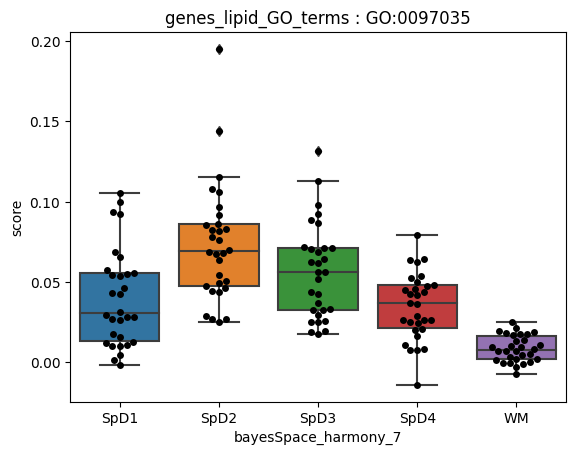 genes_lipid_GO_terms : GO:0097035
0.20
0.15
0.10
0.05
0.00
score
SpD1 SpD2 SpD3 SpD4 WM
bayesSpace_harmony_7